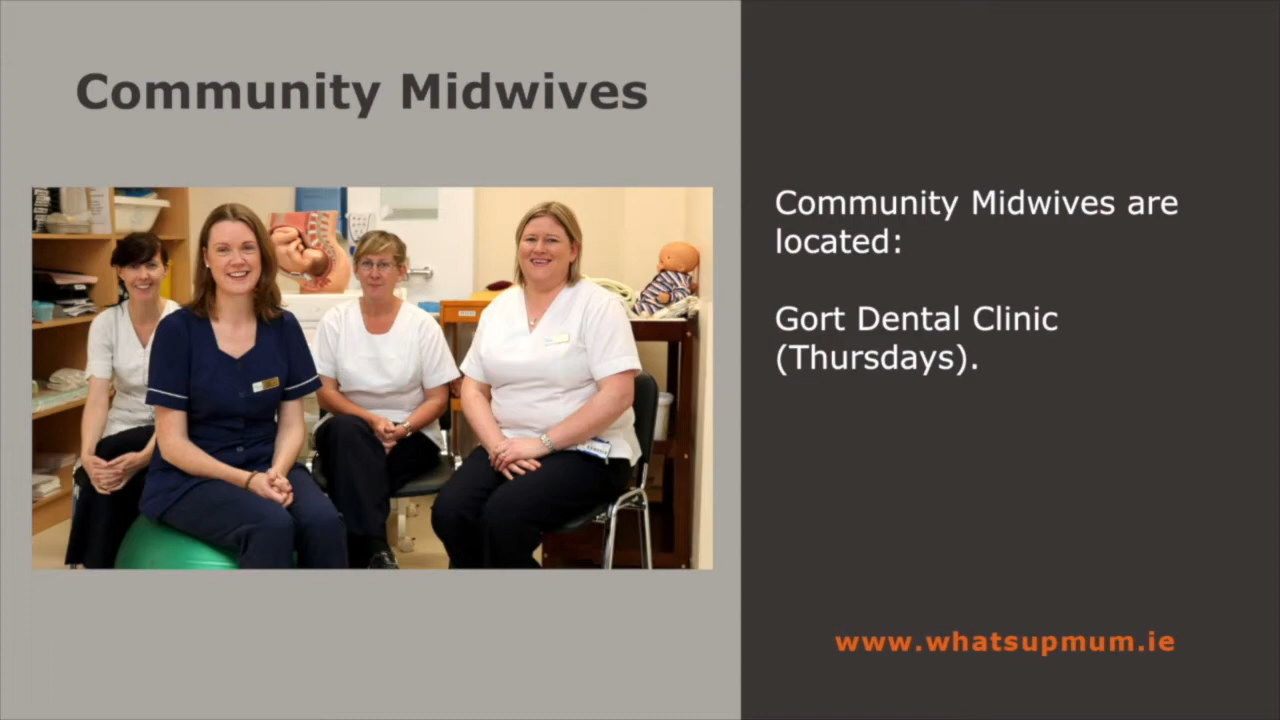 Community Midwives
Community Midwives are
located:
Gort Dental Clinic
(Thursdays).
www.whatsupmum.ie